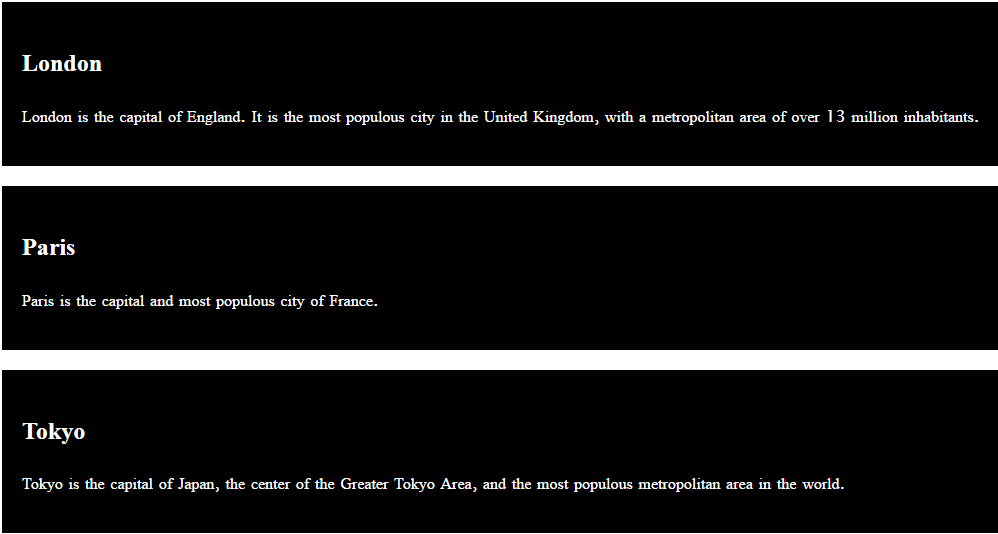 London
London is the capital of England. It is the most populous city in the United Kingdom, with a metropolitan area of over 13 million inhabitants.
Paris
Paris is the capital and most populous city of France.
Tokyo
Tokyo is the capital of Japan, the center of the Greater Tokyo Area, and the most populous metropolitan area in the world.